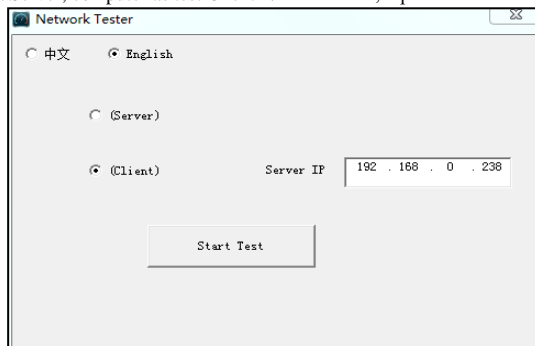 Network Tester
中文 English
(Server)
(Client) Server IP 192 . 168 . 0 . 238
Start Test